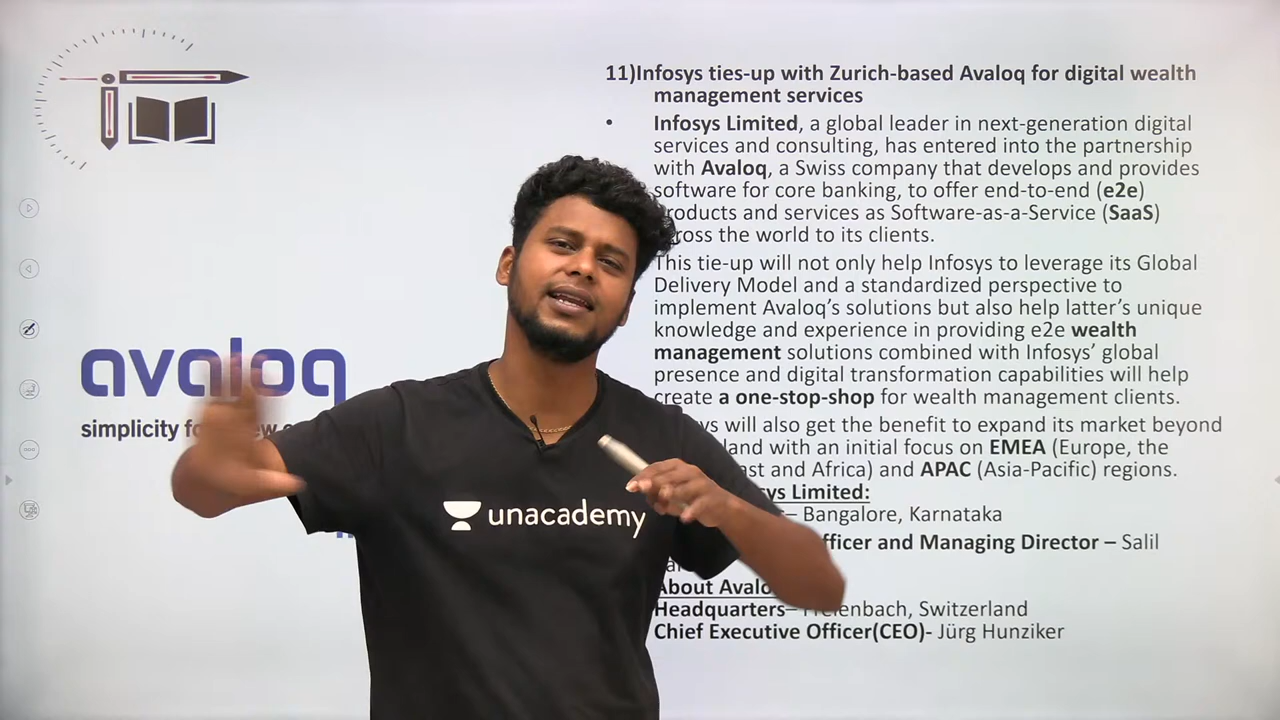 11)Infosys ties-up with Zurich-based Avaloq for digital wealth
management services
• Infosys Limited, a global leader in next-generation digital
services and consulting, has entered into the partnership
with Avaloq, a Swiss company that develops and provides
software for core banking, to offer end-to-end (e2e)
products and services as Software-as-a-Service (SaaS)
across the world to its clients.
This tie-up will not only help Infosys to leverage its Global
Delivery Model and a standardized perspective to
implement Avaloq's solutions but also help latter's unique
knowledge and experience in providing e2e wealth
management solutions combined with Infosys' global
presence and digital transformation capabilities will help
create a one-stop-shop for wealth management clients.
will also get the benefit to expand its market beyond
and with an initial focus on EMEA (Europe, the
and Africa) and APAC (Asia-Pacific) regions.
Limited:
– Bangalore, Karnataka
and Managing Director – Salil
About
Headquarters– Freienbach, Switzerland
Chief Executive Officer(CEO)- Jürg Hunziker
avaloq
simplicity
unacademy